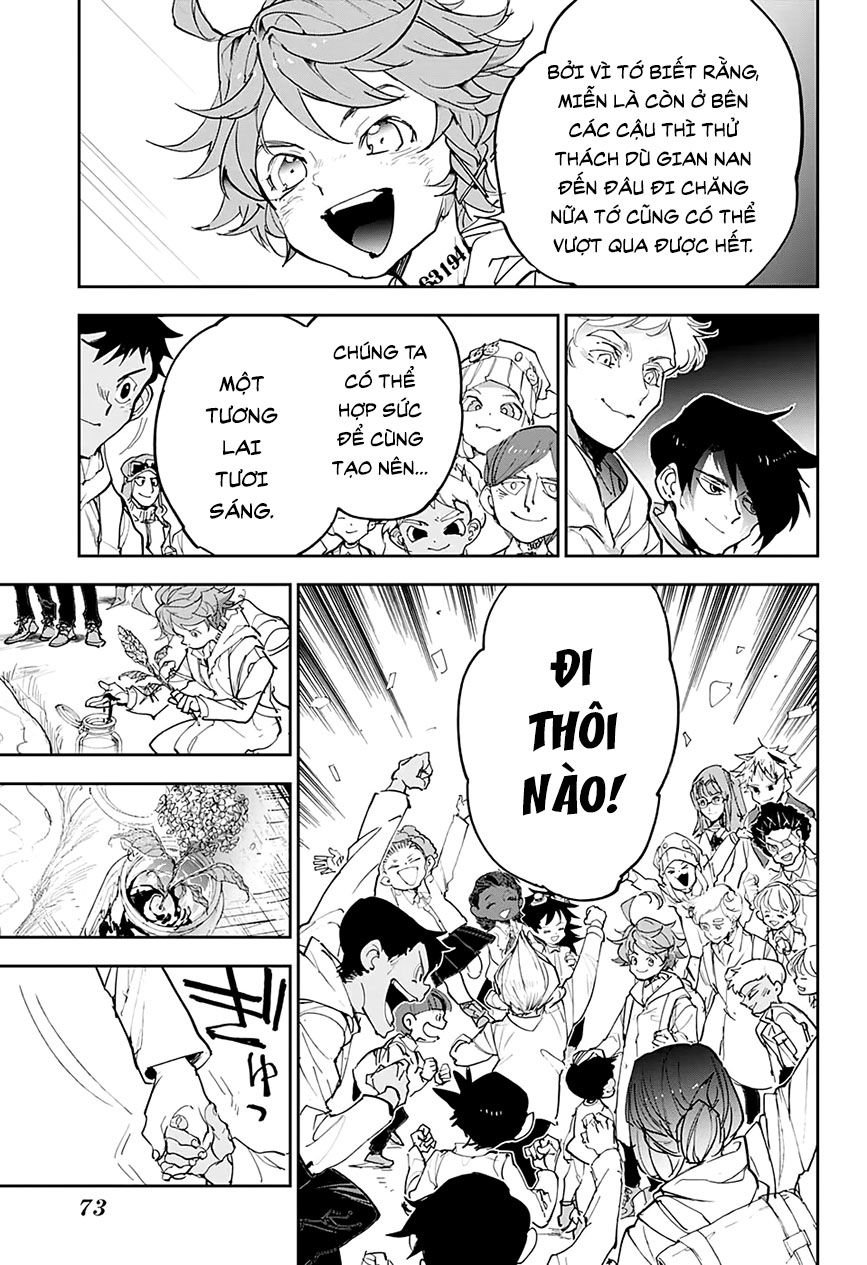 BỞI VÌ TỚ BIẾT RẰNG,
MIỄN LÀ CÒN Ở BÊN
CÁC CẬU THÌ THỬ
THÁCH DÙ GIAN NAN
ĐẾN ĐÂU ĐI CHĂNG
NỮA TỚ CŨNG CÓ THỂ
VƯỢT QUA ĐƯỢC HẾT.
63194
CHÚNG TA
CÓ THỂ
HỢP SỨC
ĐỂ CÙNG
TẠO NÊN...
MỘT
TƯƠNG
LAI
TƯƠI
SÁNG.
ĐI
THÔI
NÀO!
73